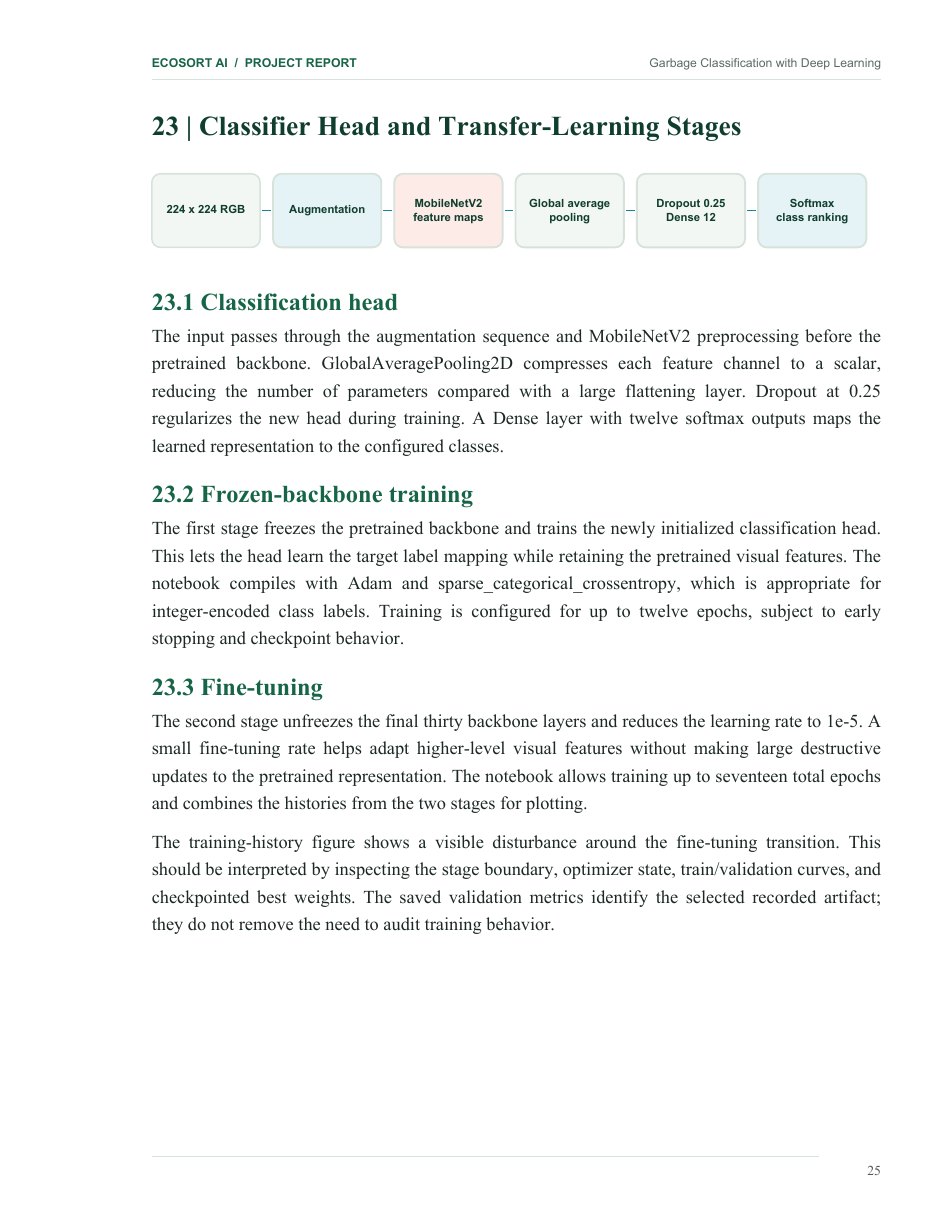 ECOSORT AI / PROJECT REPORT
Garbage Classification with Deep Learning
23 | Classifier Head and Transfer-Learning Stages
224 x 224 RGB
Augmentation
MobileNetV2
feature maps
Global average
pooling
Dropout 0.25
Dense 12
Softmax
class ranking
23.1 Classification head
The input passes through the augmentation sequence and MobileNetV2 preprocessing before the
pretrained backbone. GlobalAveragePooling2D compresses each feature channel to a scalar,
reducing the number of parameters compared with a large flattening layer. Dropout at 0.25
regularizes the new head during training. A Dense layer with twelve softmax outputs maps the
learned representation to the configured classes.
23.2 Frozen-backbone training
The first stage freezes the pretrained backbone and trains the newly initialized classification head.
This lets the head learn the target label mapping while retaining the pretrained visual features. The
notebook compiles with Adam and sparse_categorical_crossentropy, which is appropriate for
integer-encoded class labels. Training is configured for up to twelve epochs, subject to early
stopping and checkpoint behavior.
23.3 Fine-tuning
The second stage unfreezes the final thirty backbone layers and reduces the learning rate to 1e-5. A
small fine-tuning rate helps adapt higher-level visual features without making large destructive
updates to the pretrained representation. The notebook allows training up to seventeen total epochs
and combines the histories from the two stages for plotting.
The training-history figure shows a visible disturbance around the fine-tuning transition. This
should be interpreted by inspecting the stage boundary, optimizer state, train/validation curves, and
checkpointed best weights. The saved validation metrics identify the selected recorded artifact;
they do not remove the need to audit training behavior.
25